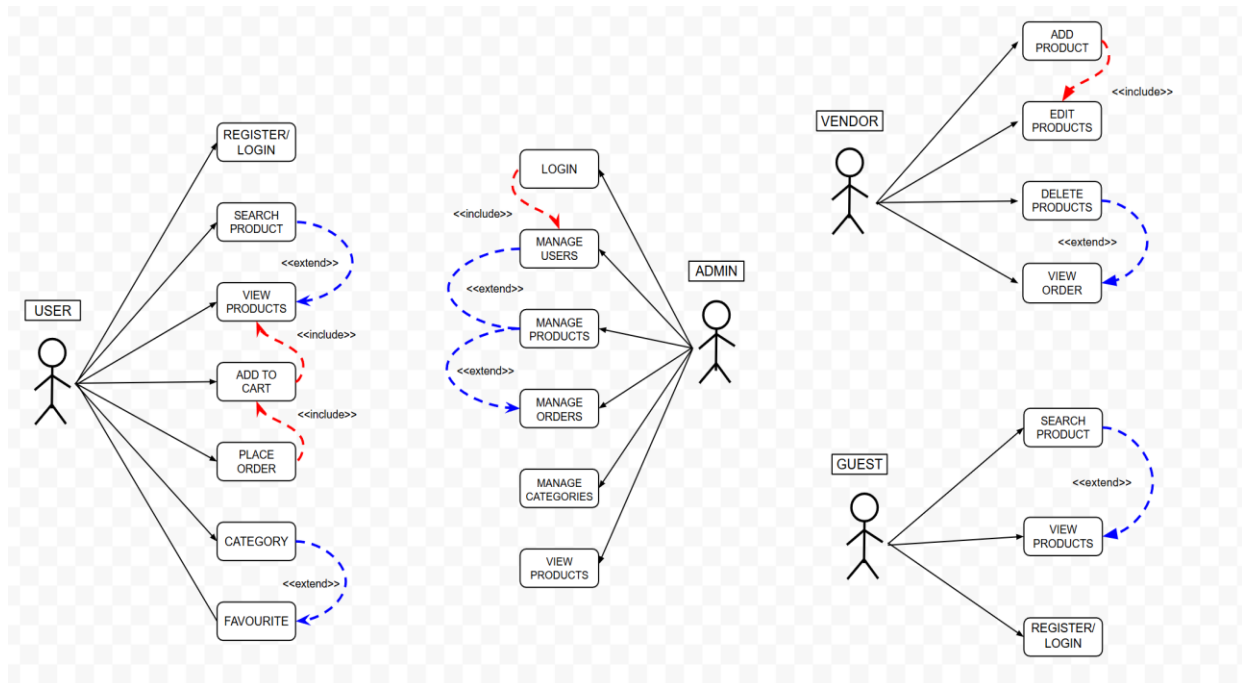 USER
REGISTER/
LOGIN
SEARCH
PRODUCT
<<extend>>
VIEW
PRODUCTS
<<include>>
ADD TO
CART
<<include>>
PLACE
ORDER
CATEGORY
<<extend>>
FAVOURITE
ADMIN
LOGIN
<<include>>
MANAGE
USERS
<<extend>>
MANAGE
PRODUCTS
<<extend>>
MANAGE
ORDERS
MANAGE
CATEGORIES
VIEW
PRODUCTS
VENDOR
ADD
PRODUCT
<<include>>
EDIT
PRODUCTS
DELETE
PRODUCTS
<<extend>>
VIEW
ORDER
GUEST
SEARCH
PRODUCT
<<extend>>
VIEW
PRODUCTS
REGISTER/
LOGIN